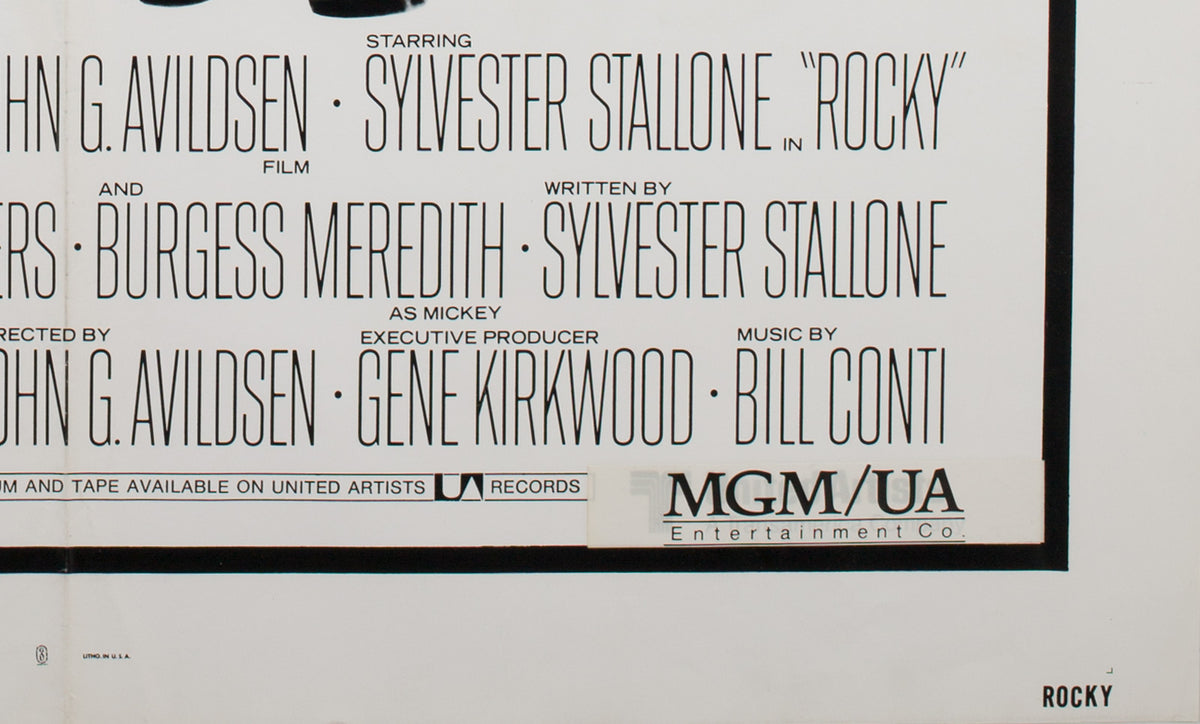 STARRING
HN G. AVILDSEN · SYLVESTER STALLONE IN "ROCKY"
FILM
AND WRITTEN BY
ERS · BURGESS MEREDITH · SYLVESTER STALLONE
AS MICKEY
RECTED BY EXECUTIVE PRODUCER MUSIC BY
OHN G. AVILDSEN · GENE KIRKWOOD · BILL CONTI
UM AND TAPE AVAILABLE ON UNITED ARTISTS UA RECORDS
MGM/UA
Entertainment Co.
LITHO. IN U.S.A.
ROCKY